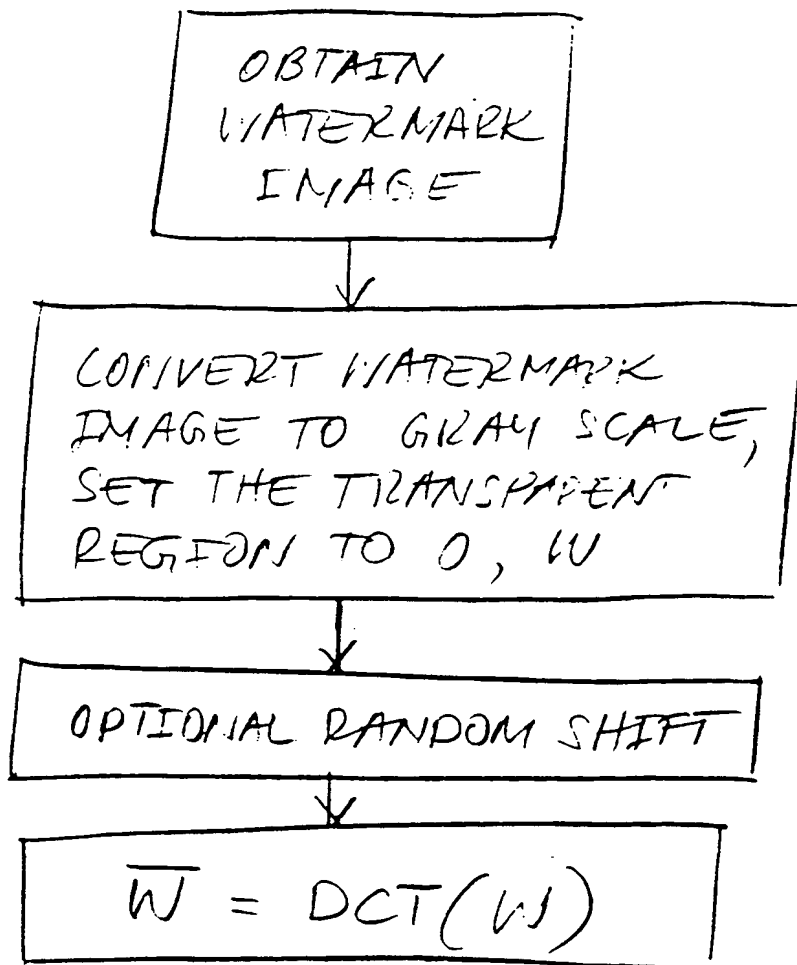 OBTAIN
WATERMARK
IMAGE
CONVERT WATERMARK
IMAGE TO GRAY SCALE,
SET THE TRANSPARENT
REGION TO 0, W
OPTIONAL RANDOM SHIFT
W̅ = DCT(W)